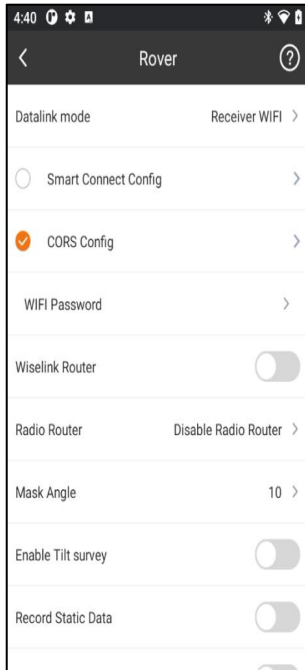 4:40
Rover
Datalink mode Receiver WIFI
Smart Connect Config
CORS Config
WIFI Password
Wiselink Router
Radio Router Disable Radio Router
Mask Angle 10
Enable Tilt survey
Record Static Data